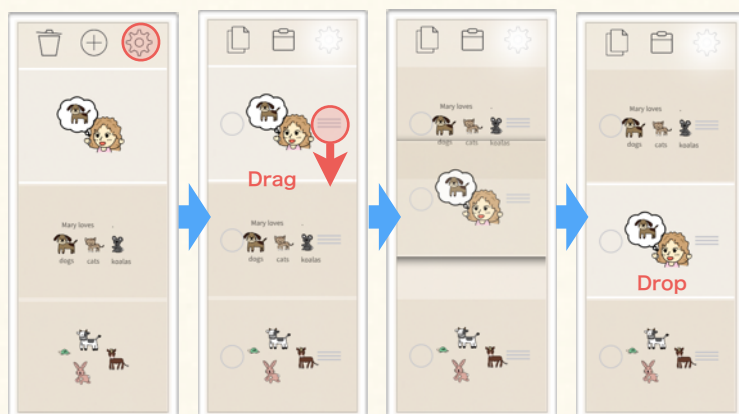 Mary loves .
dogs cats koalas
Drag
Mary loves .
dogs cats koalas
Mary loves .
dogs cats koalas
Mary loves .
dogs cats koalas
Drop